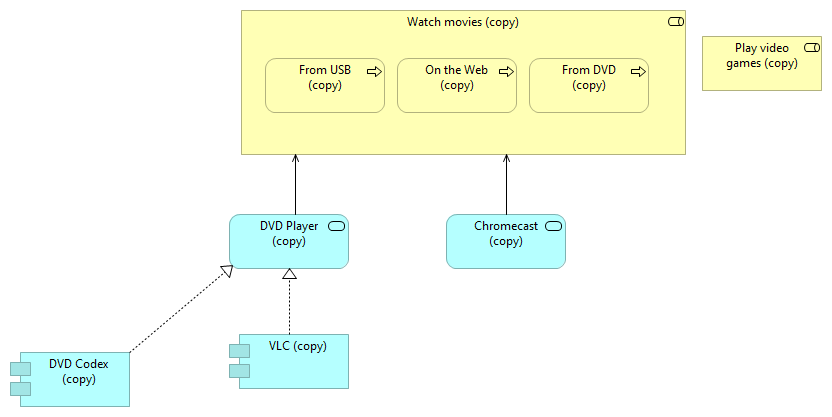 Watch movies (copy)
Play video
games (copy)
From USB
(copy)
On the Web
(copy)
From DVD
(copy)
DVD Player
(copy)
Chromecast
(copy)
VLC (copy)
DVD Codex
(copy)